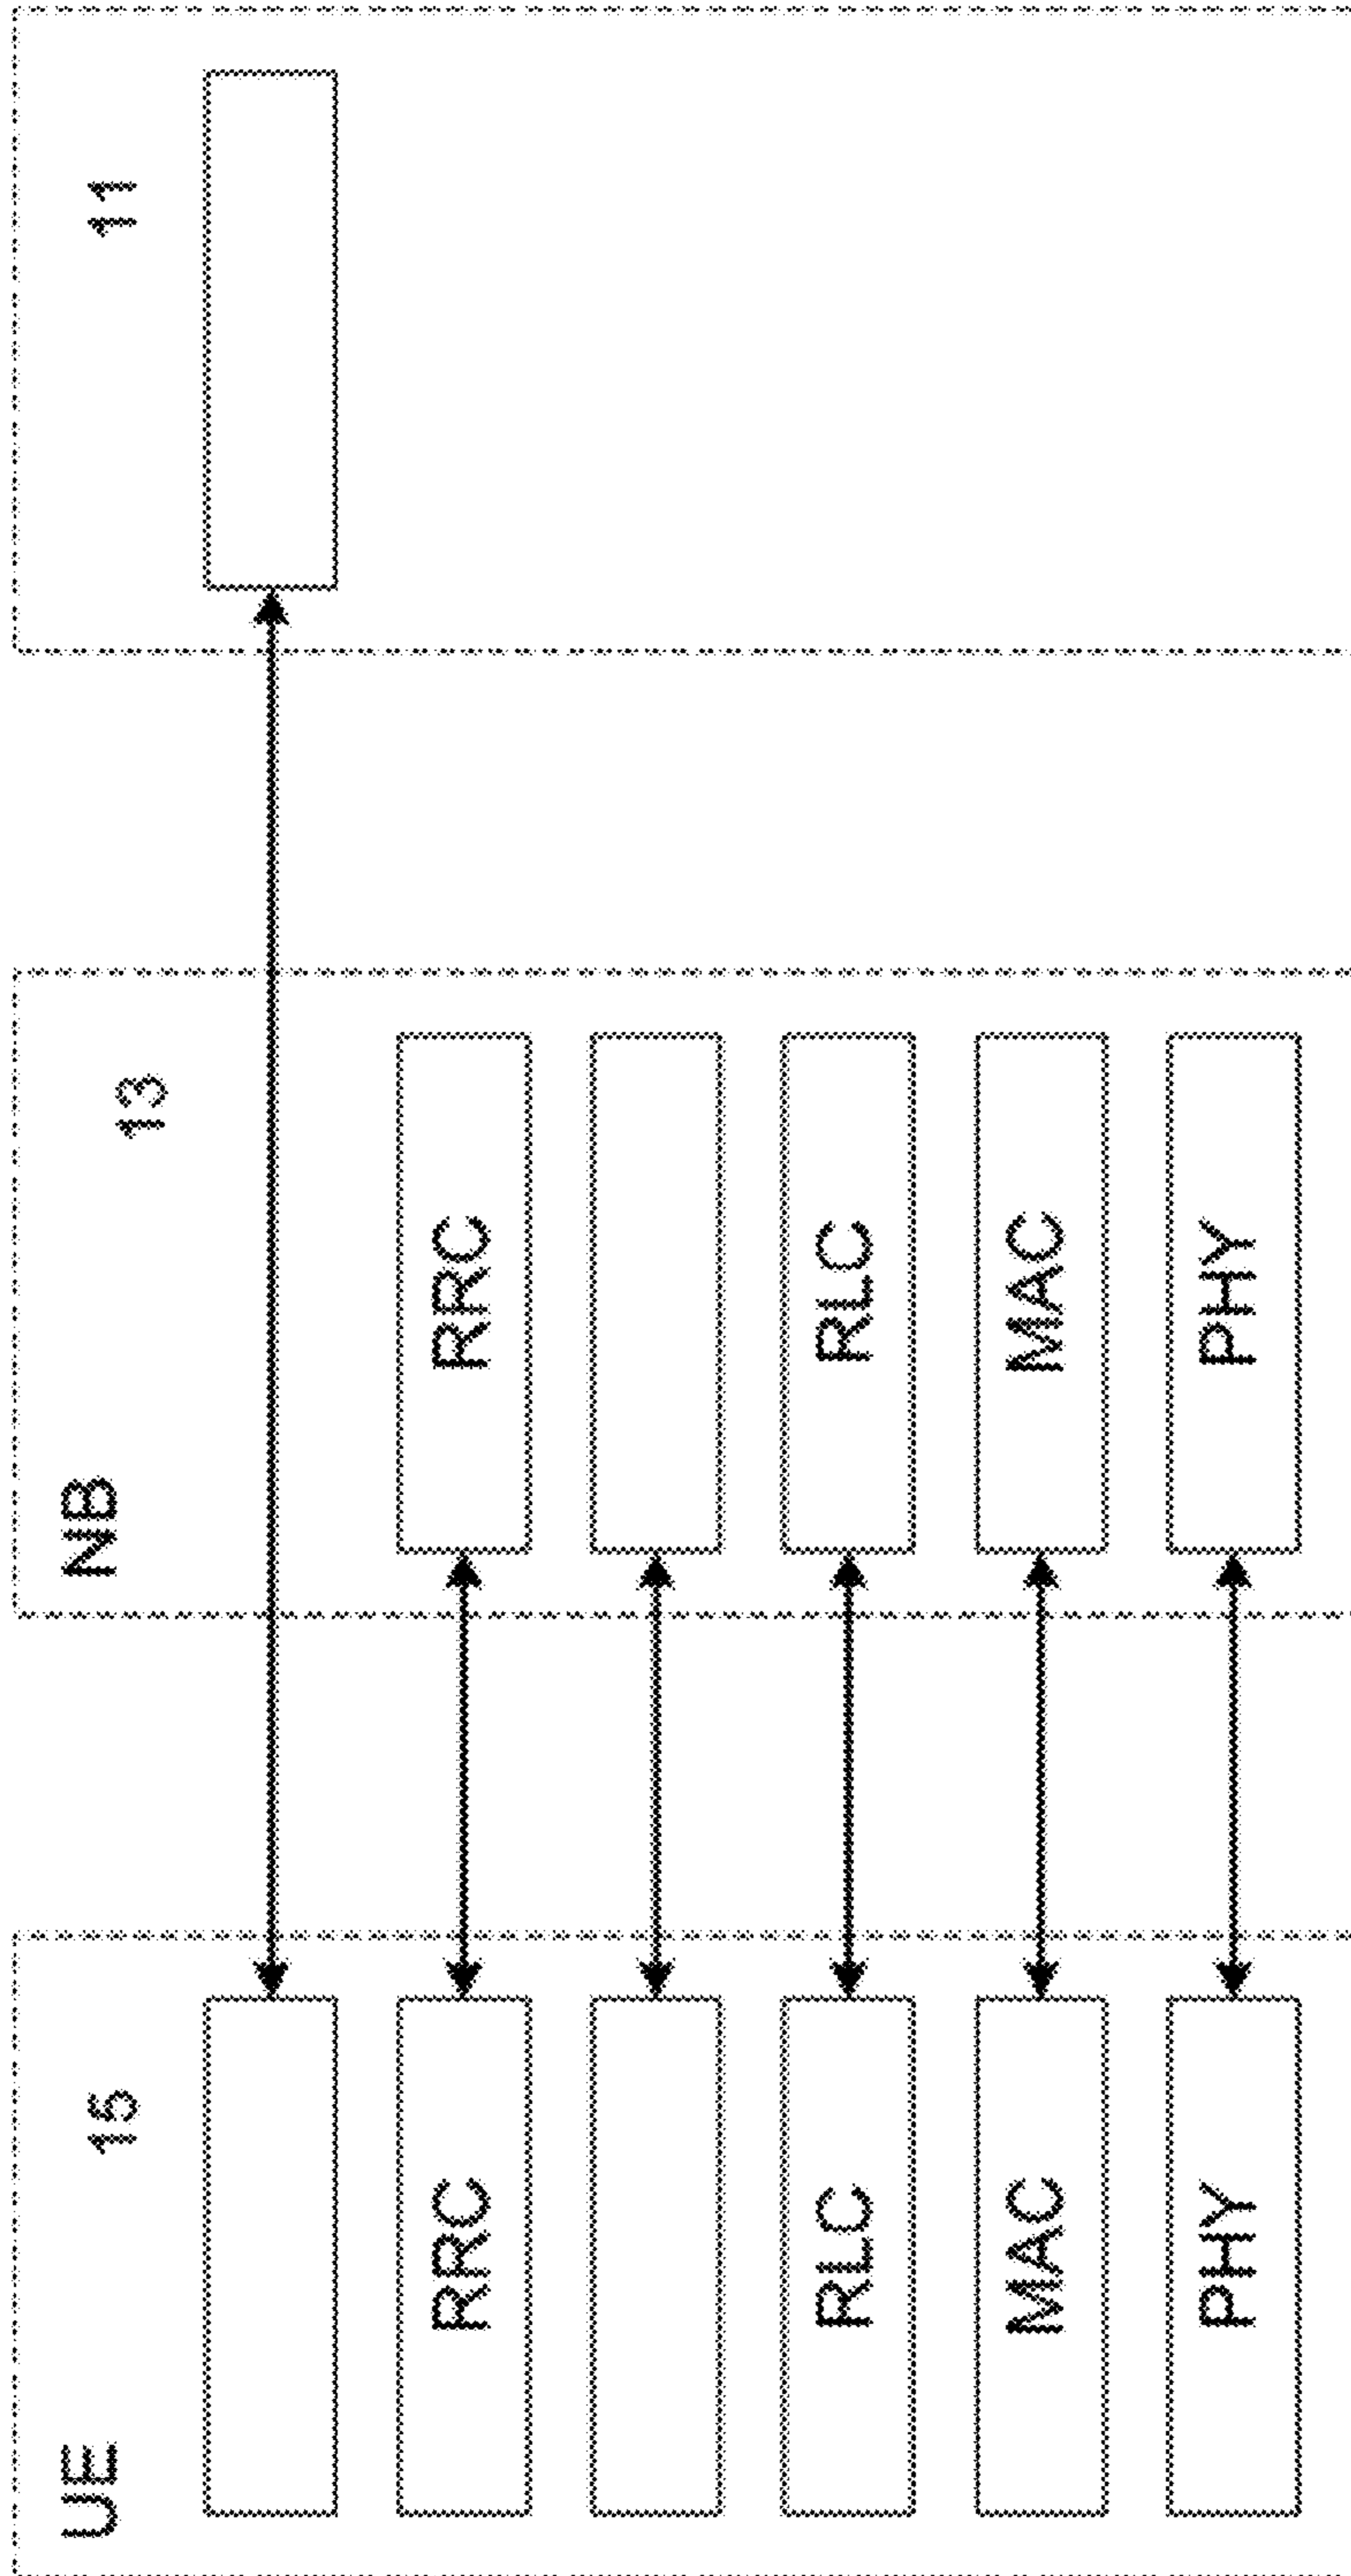 UE 15
NB 13
11
RRC RRC
RLC RLC
MAC MAC
PHY PHY